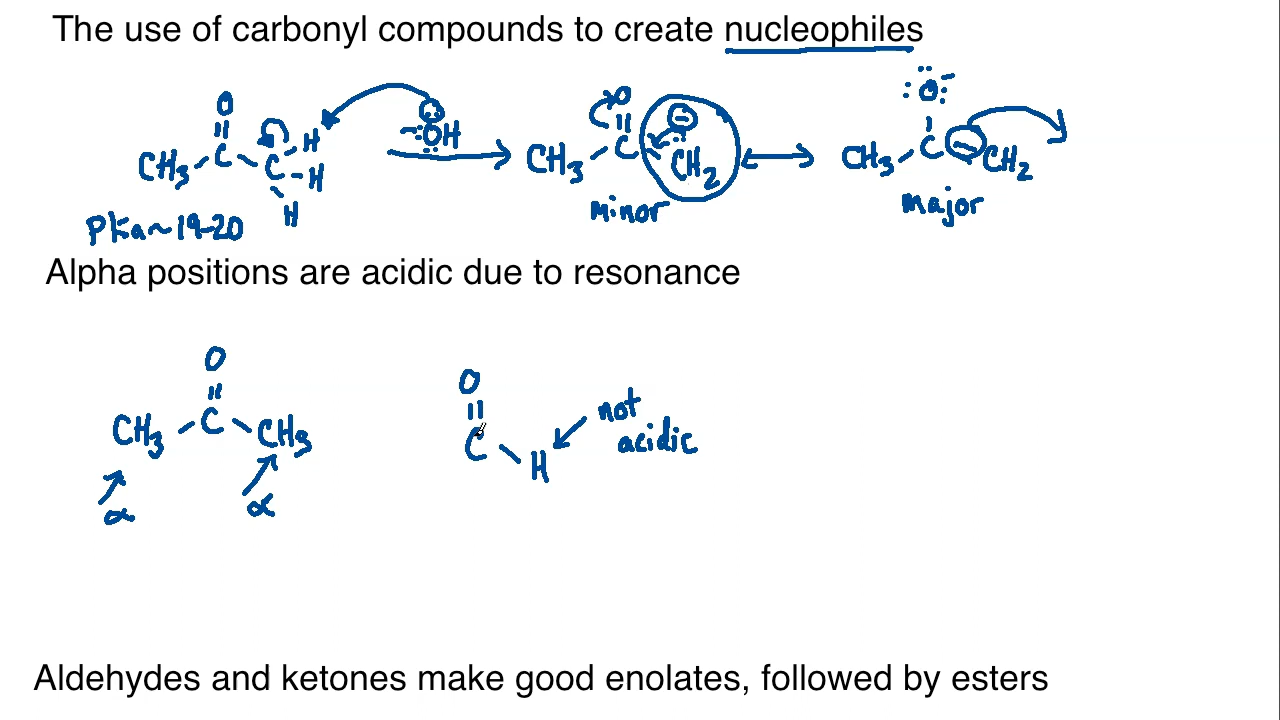 The use of carbonyl compounds to create nucleophiles
O O :Ö:⁻
CH3 - C - C - H -:ÖH CH3 - C - CH2 CH3 - C = CH2
H
H
minor major
PKa ~ 19-20
Alpha positions are acidic due to resonance
O O
CH3 - C - CH3 C - H not
acidic
α α
Aldehydes and ketones make good enolates, followed by esters